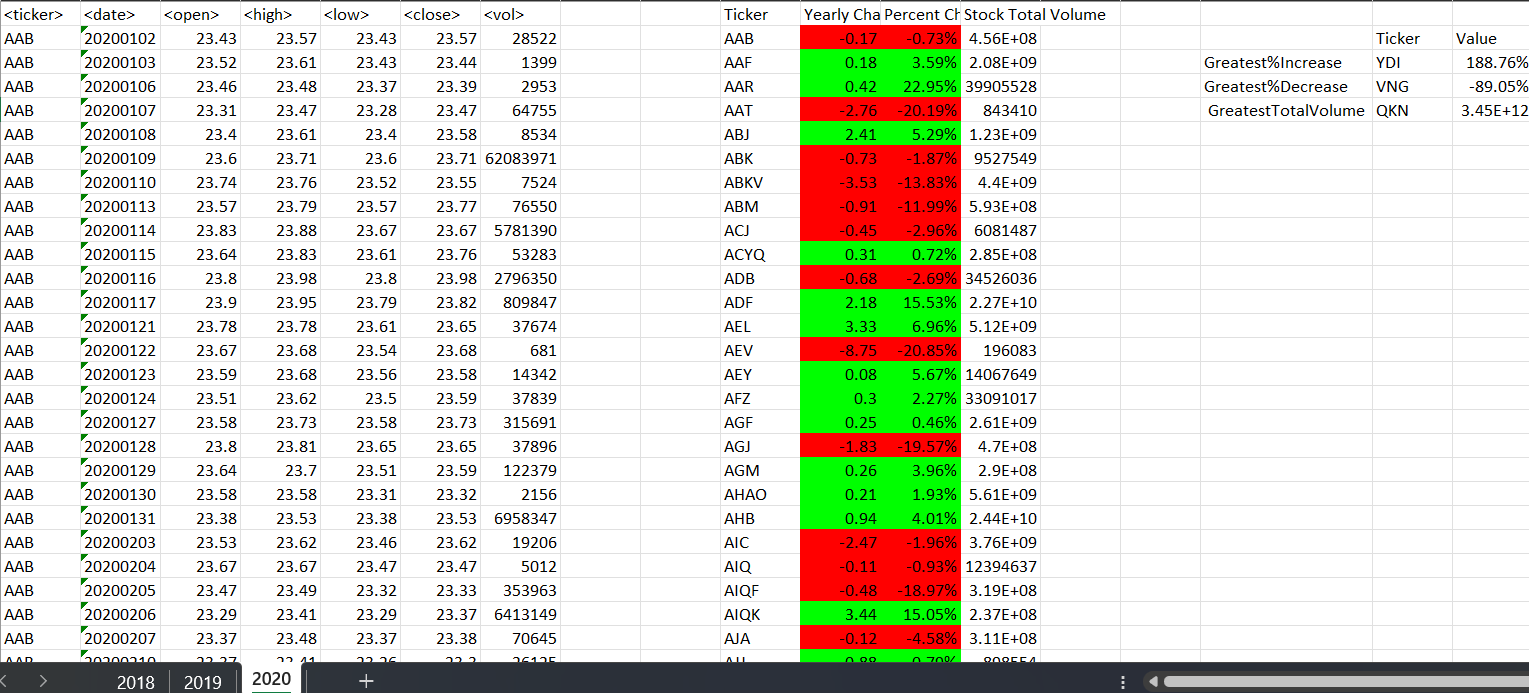 <ticker> <date> <open> <high> <low> <close> <vol> Ticker Yearly Cha Percent Ch Stock Total Volume
AAB 20200102 23.43 23.57 23.43 23.57 28522 AAB -0.17 -0.73% 4.56E+08 Ticker Value
AAB 20200103 23.52 23.61 23.43 23.44 1399 AAF 0.18 3.59% 2.08E+09 Greatest%Increase YDI 188.76%
AAB 20200106 23.46 23.48 23.37 23.39 2953 AAR 0.42 22.95% 39905528 Greatest%Decrease VNG -89.05%
AAB 20200107 23.31 23.47 23.28 23.47 64755 AAT -2.76 -20.19% 843410 GreatestTotalVolume QKN 3.45E+12
AAB 20200108 23.4 23.61 23.4 23.58 8534 ABJ 2.41 5.29% 1.23E+09
AAB 20200109 23.6 23.71 23.6 23.71 62083971 ABK -0.73 -1.87% 9527549
AAB 20200110 23.74 23.76 23.52 23.55 7524 ABKV -3.53 -13.83% 4.4E+09
AAB 20200113 23.57 23.79 23.57 23.77 76550 ABM -0.91 -11.99% 5.93E+08
AAB 20200114 23.83 23.88 23.67 23.67 5781390 ACJ -0.45 -2.96% 6081487
AAB 20200115 23.64 23.83 23.61 23.76 53283 ACYQ 0.31 0.72% 2.85E+08
AAB 20200116 23.8 23.98 23.8 23.98 2796350 ADB -0.68 -2.69% 34526036
AAB 20200117 23.9 23.95 23.79 23.82 809847 ADF 2.18 15.53% 2.27E+10
AAB 20200121 23.78 23.78 23.61 23.65 37674 AEL 3.33 6.96% 5.12E+09
AAB 20200122 23.67 23.68 23.54 23.68 681 AEV -8.75 -20.85% 196083
AAB 20200123 23.59 23.68 23.56 23.58 14342 AEY 0.08 5.67% 14067649
AAB 20200124 23.51 23.62 23.5 23.59 37839 AFZ 0.3 2.27% 33091017
AAB 20200127 23.58 23.73 23.58 23.73 315691 AGF 0.25 0.46% 2.61E+09
AAB 20200128 23.8 23.81 23.65 23.65 37896 AGJ -1.83 -19.57% 4.7E+08
AAB 20200129 23.64 23.7 23.51 23.59 122379 AGM 0.26 3.96% 2.9E+08
AAB 20200130 23.58 23.58 23.31 23.32 2156 AHAO 0.21 1.93% 5.61E+09
AAB 20200131 23.38 23.53 23.38 23.53 6958347 AHB 0.94 4.01% 2.44E+10
AAB 20200203 23.53 23.62 23.46 23.62 19206 AIC -2.47 -1.96% 3.76E+09
AAB 20200204 23.67 23.67 23.47 23.47 5012 AIQ -0.11 -0.93% 12394637
AAB 20200205 23.47 23.49 23.32 23.33 353963 AIQF -0.48 -18.97% 3.19E+08
AAB 20200206 23.29 23.41 23.29 23.37 6413149 AIQK 3.44 15.05% 2.37E+08
AAB 20200207 23.37 23.48 23.37 23.38 70645 AJA -0.12 -4.58% 3.11E+08
2018 2019 2020